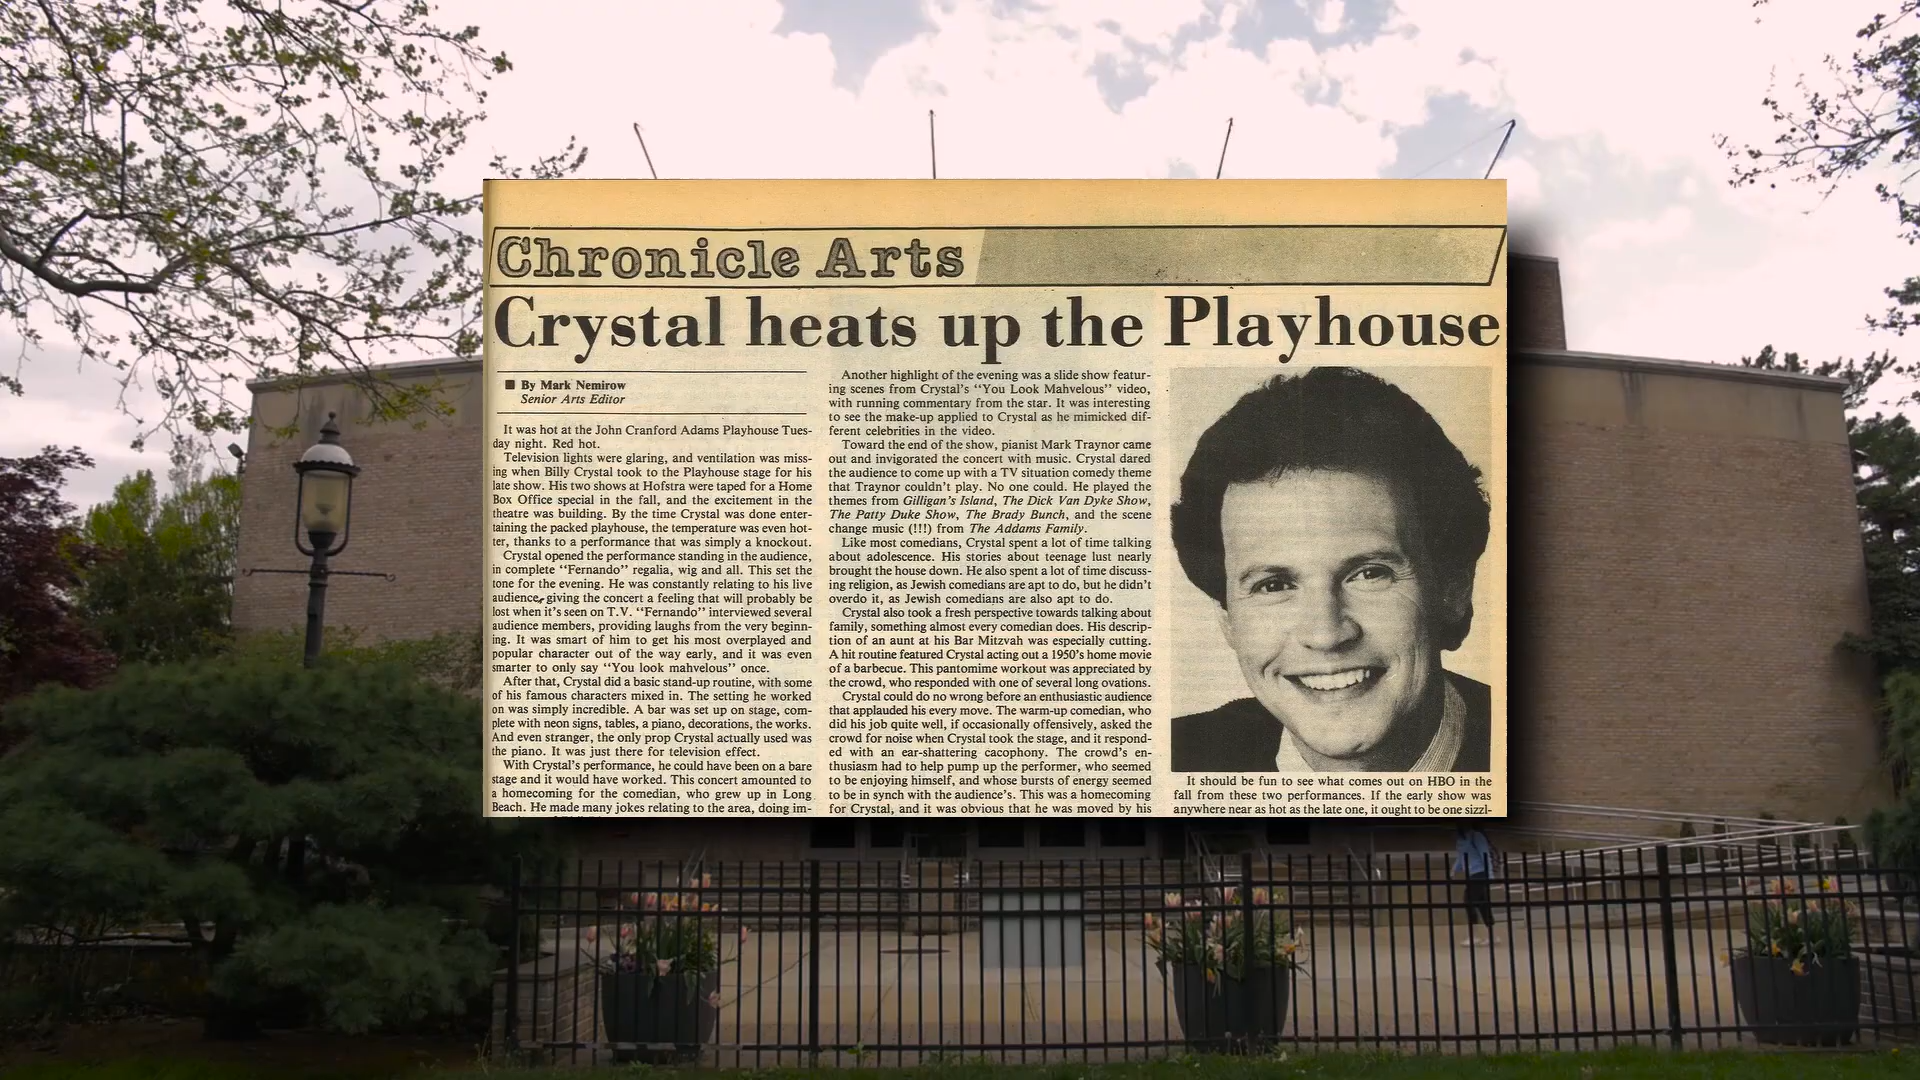 Chronicle Arts
Crystal heats up the Playhouse
■ By Mark Nemirow
Senior Arts Editor
It was hot at the John Cranford Adams Playhouse Tues-
day night. Red hot.
Television lights were glaring, and ventilation was miss-
ing when Billy Crystal took to the Playhouse stage for his
late show. His two shows at Hofstra were taped for a Home
Box Office special in the fall, and the excitement in the
theatre was building. By the time Crystal was done enter-
taining the packed playhouse, the temperature was even hot-
ter, thanks to a performance that was simply a knockout.
Crystal opened the performance standing in the audience,
in complete “Fernando” regalia, wig and all. This set the
tone for the evening. He was constantly relating to his live
audience, giving the concert a feeling that will probably be
lost when it's seen on T.V. “Fernando” interviewed several
audience members, providing laughs from the very beginn-
ing. It was smart of him to get his most overplayed and
popular character out of the way early, and it was even
smarter to only say “You look mahvelous” once.
After that, Crystal did a basic stand-up routine, with some
of his famous characters mixed in. The setting he worked
on was simply incredible. A bar was set up on stage, com-
plete with neon signs, tables, a piano, decorations, the works.
And even stranger, the only prop Crystal actually used was
the piano. It was just there for television effect.
With Crystal's performance, he could have been on a bare
stage and it would have worked. This concert amounted to
a homecoming for the comedian, who grew up in Long
Beach. He made many jokes relating to the area, doing im-
Another highlight of the evening was a slide show featur-
ing scenes from Crystal's “You Look Mahvelous” video,
with running commentary from the star. It was interesting
to see the make-up applied to Crystal as he mimicked dif-
ferent celebrities in the video.
Toward the end of the show, pianist Mark Traynor came
out and invigorated the concert with music. Crystal dared
the audience to come up with a TV situation comedy theme
that Traynor couldn't play. No one could. He played the
themes from Gilligan's Island, The Dick Van Dyke Show,
The Patty Duke Show, The Brady Bunch, and the scene
change music (!!!) from The Addams Family.
Like most comedians, Crystal spent a lot of time talking
about adolescence. His stories about teenage lust nearly
brought the house down. He also spent a lot of time discuss-
ing religion, as Jewish comedians are apt to do, but he didn't
overdo it, as Jewish comedians are also apt to do.
Crystal also took a fresh perspective towards talking about
family, something almost every comedian does. His descrip-
tion of an aunt at his Bar Mitzvah was especially cutting.
A hit routine featured Crystal acting out a 1950's home movie
of a barbecue. This pantomime workout was appreciated by
the crowd, who responded with one of several long ovations.
Crystal could do no wrong before an enthusiastic audience
that applauded his every move. The warm-up comedian, who
did his job quite well, if occasionally offensively, asked the
crowd for noise when Crystal took the stage, and it respond-
ed with an ear-shattering cacophony. The crowd's en-
thusiasm had to help pump up the performer, who seemed
to be enjoying himself, and whose bursts of energy seemed
to be in synch with the audience's. This was a homecoming
for Crystal, and it was obvious that he was moved by his
It should be fun to see what comes out on HBO in the
fall from these two performances. If the early show was
anywhere near as hot as the late one, it ought to be one sizzl-